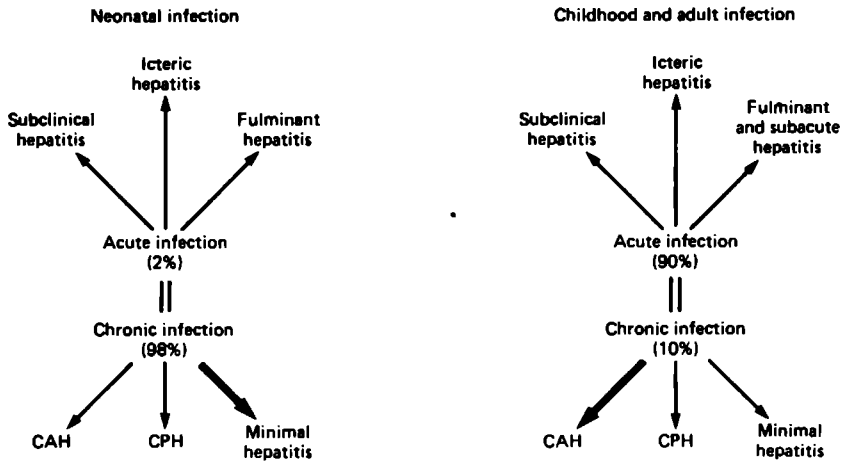 Neonatal infection
Icteric
hepatitis
Subclinical
hepatitis
Fulminant
hepatitis
Acute infection
(2%)
Chronic infection
(98%)
CAH
CPH
Minimal
hepatitis
Childhood and adult infection
Icteric
hepatitis
Subclinical
hepatitis
Fulminant
and subacute
hepatitis
Acute infection
(90%)
Chronic infection
(10%)
CAH
CPH
Minimal
hepatitis